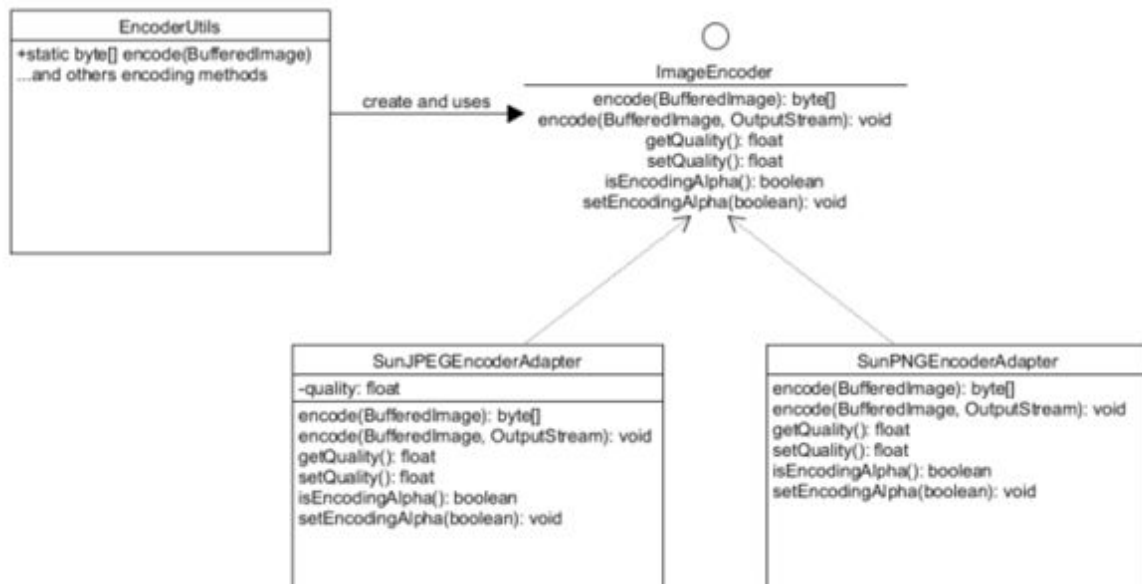 EncoderUtils
+static byte[] encode(BufferedImage)
...and others encoding methods
create and uses
ImageEncoder
encode(BufferedImage): byte[]
encode(BufferedImage, OutputStream): void
getQuality(): float
setQuality(): float
isEncodingAlpha(): boolean
setEncodingAlpha(boolean): void
SunJPEGEncoderAdapter
-quality: float
encode(BufferedImage): byte[]
encode(BufferedImage, OutputStream): void
getQuality(): float
setQuality(): float
isEncodingAlpha(): boolean
setEncodingAlpha(boolean): void
SunPNGEncoderAdapter
encode(BufferedImage): byte[]
encode(BufferedImage, OutputStream): void
getQuality(): float
setQuality(): float
isEncodingAlpha(): boolean
setEncodingAlpha(boolean): void